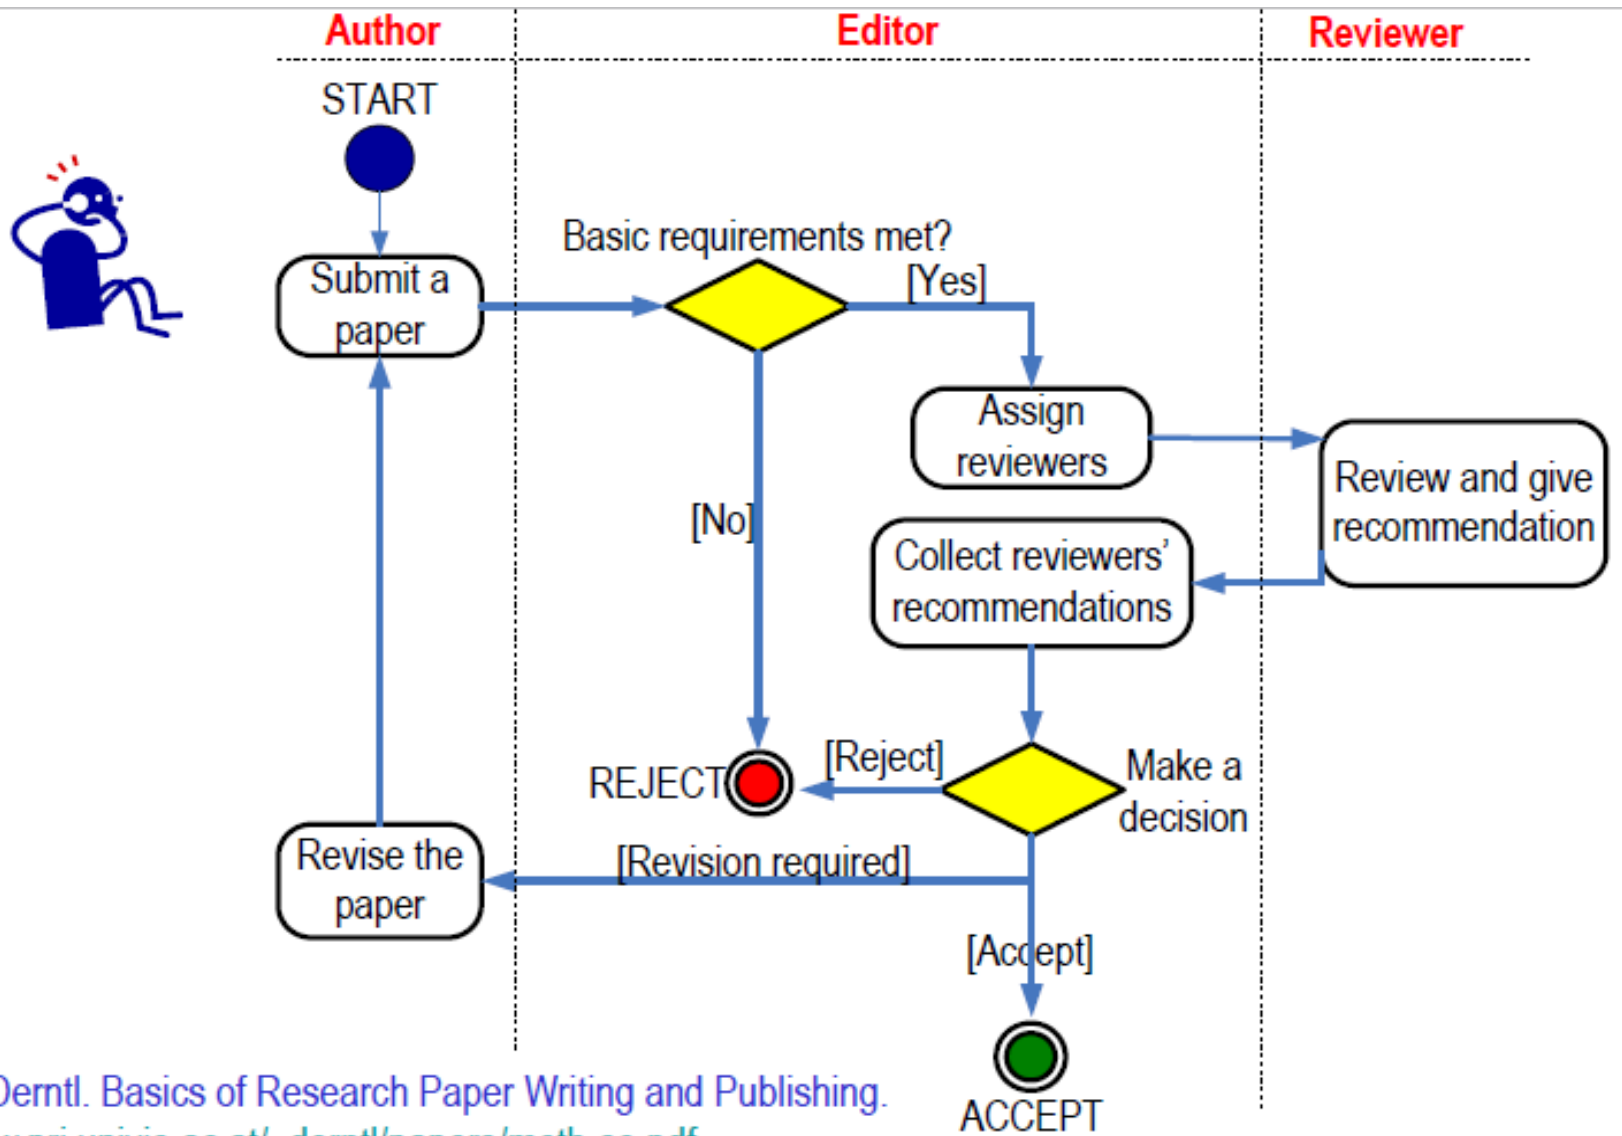 Author
Editor
Reviewer
START
Basic requirements met?
[Yes]
Submit a
paper
Assign
reviewers
Review and give
recommendation
[No]
Collect reviewers’
recommendations
REJECT
[Reject]
Make a
decision
Revise the
paper
[Revision required]
[Accept]
ACCEPT
Derntl. Basics of Research Paper Writing and Publishing.